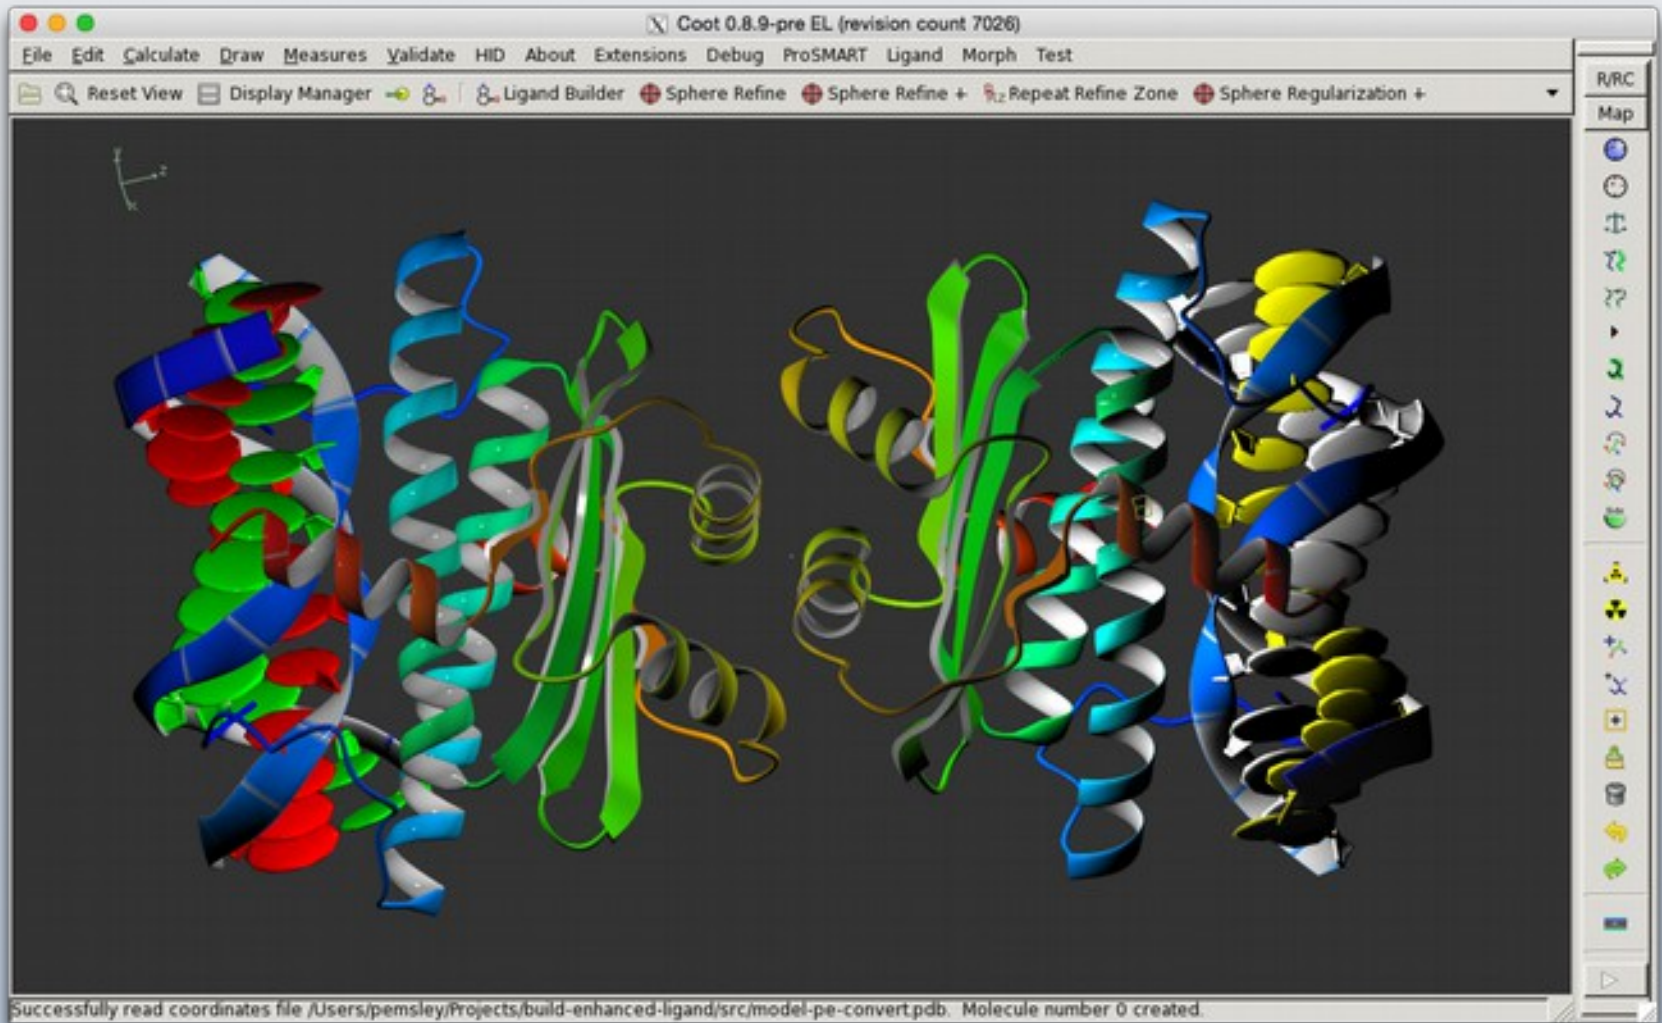 Coot 0.8.9-pre EL (revision count 7026)
File Edit Calculate Draw Measures Validate HID About Extensions Debug ProSMART Ligand Morph Test
R/RC
Reset View Display Manager Ligand Builder Sphere Refine Sphere Refine + Repeat Refine Zone Sphere Regularization +
Map
Successfully read coordinates file /Users/pemsley/Projects/build-enhanced-ligand/src/model-pe-convert.pdb. Molecule number 0 created.